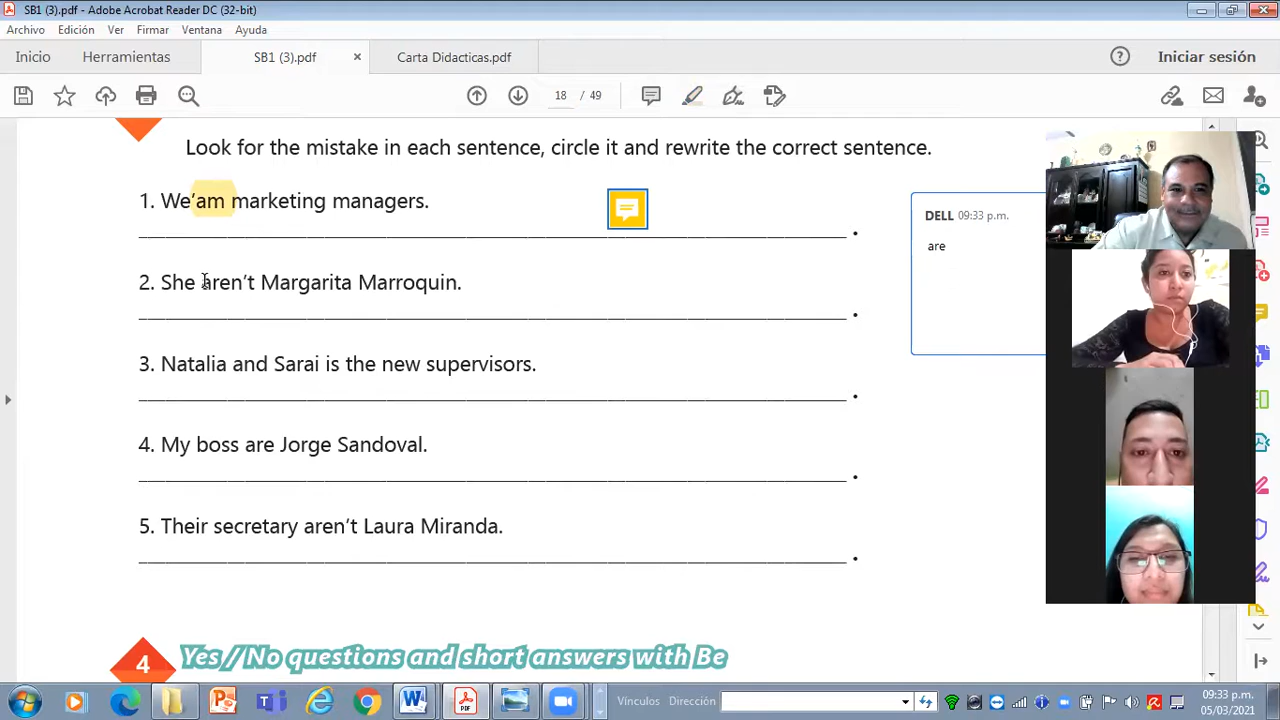 SB1 (3).pdf - Adobe Acrobat Reader DC (32-bit)
Archivo Edición Ver Firmar Ventana Ayuda
Inicio Herramientas SB1 (3).pdf × Carta Didacticas.pdf Iniciar sesión
18 / 49
Look for the mistake in each sentence, circle it and rewrite the correct sentence.
1. We'am marketing managers.
DELL 09:33 p.m.
are
2. She aren't Margarita Marroquin.
3. Natalia and Sarai is the new supervisors.
4. My boss are Jorge Sandoval.
5. Their secretary aren't Laura Miranda.
4 Yes / No questions and short answers with Be
Vínculos Dirección
09:33 p.m.
05/03/2021